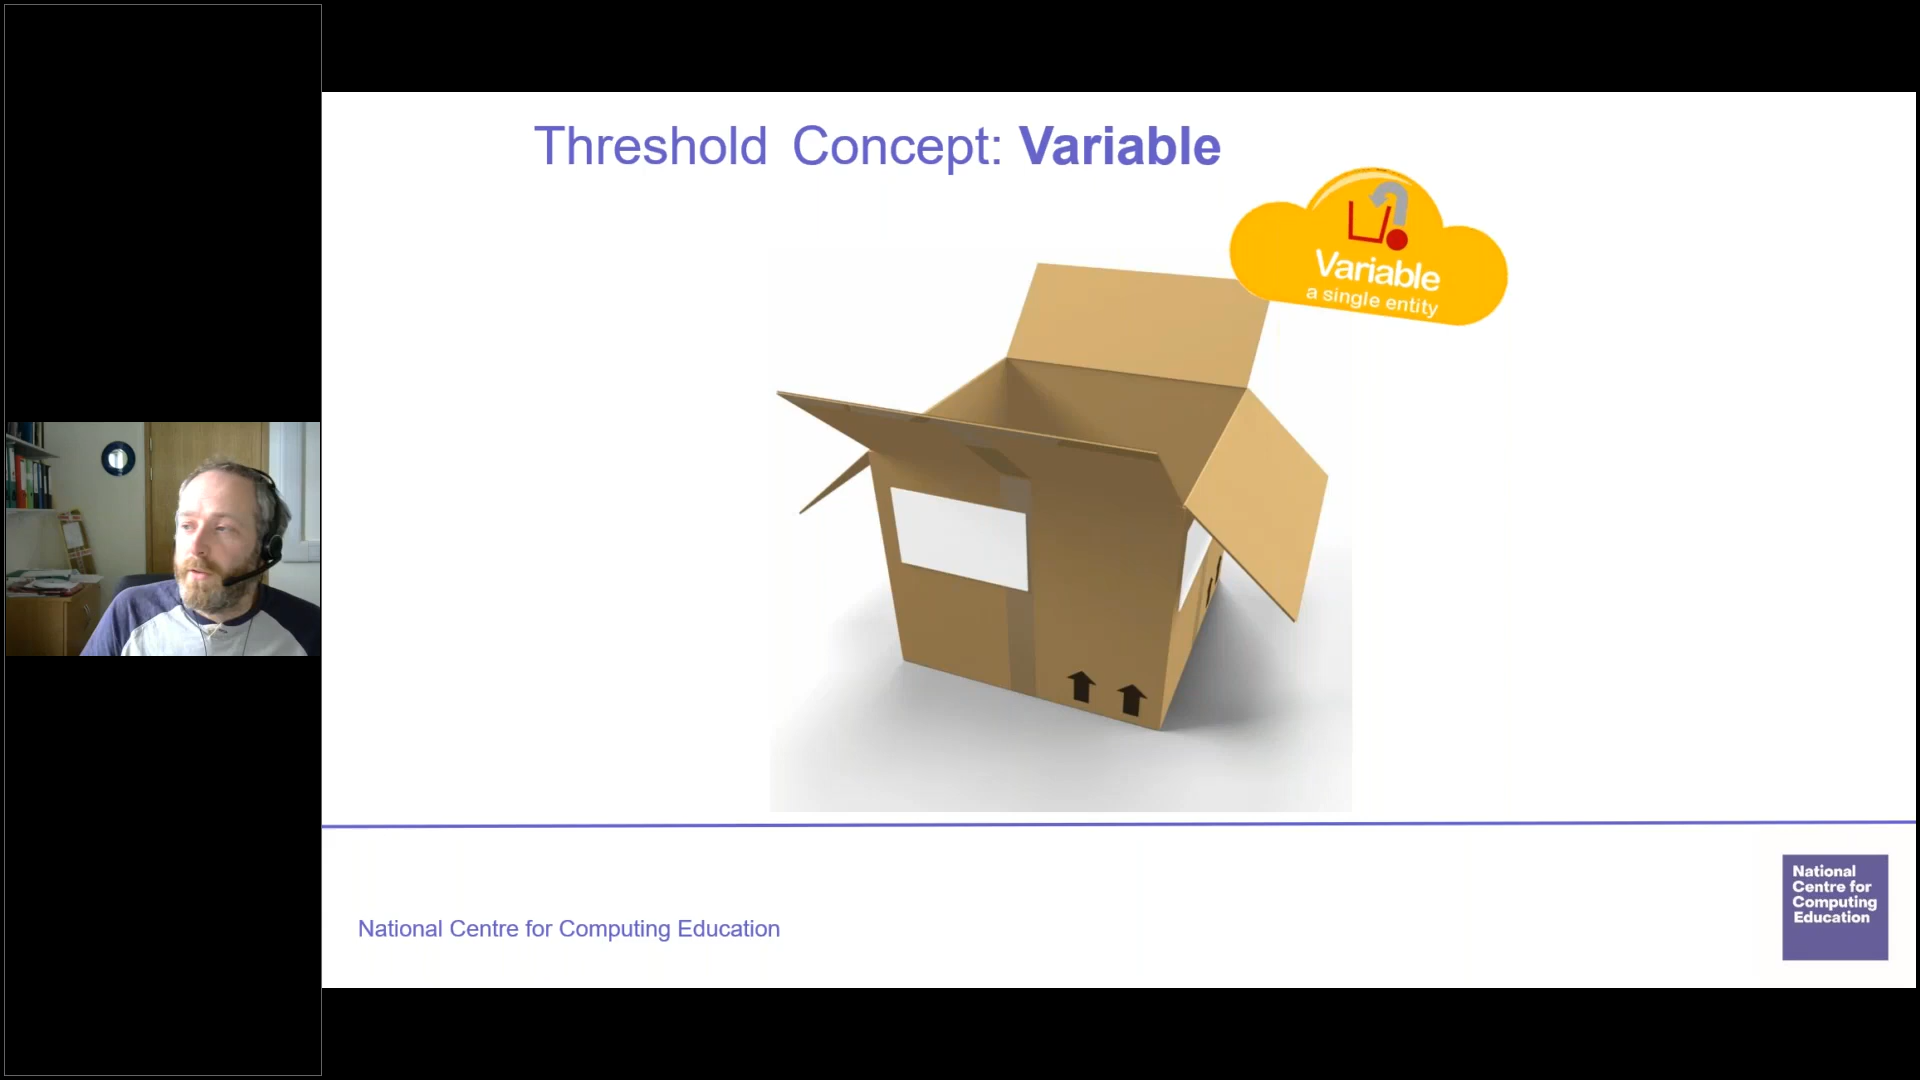 Threshold Concept: Variable
Variable
a single entity
National Centre for Computing Education
National
Centre for
Computing
Education